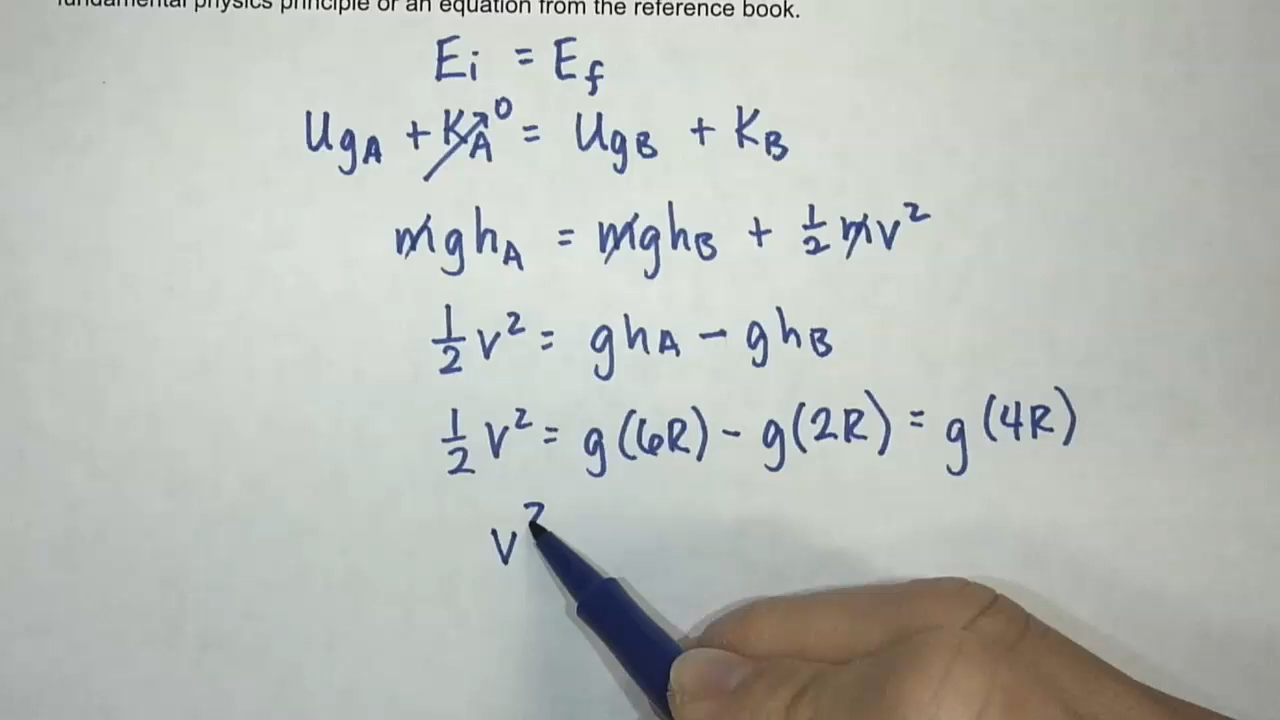 fundamental physics principle or an equation from the reference book.
Ei = Ef
UgA + KA⁰ = UgB + KB
mghA = mghB + ½mv²
½v² = ghA - ghB
½v² = g(6R) - g(2R) = g(4R)
v²